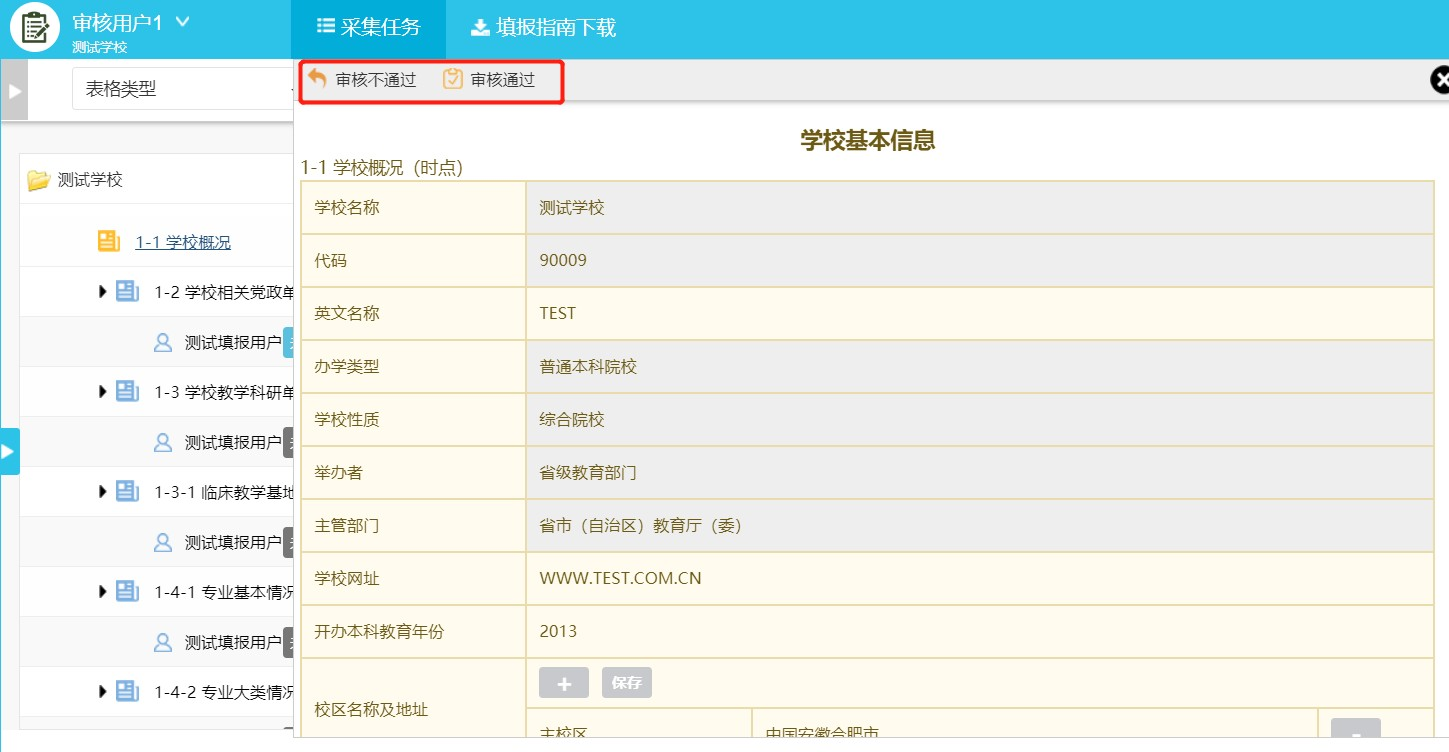 审核用户1
测试学校
采集任务
填报指南下载
表格类型
审核不通过
审核通过
测试学校
1-1 学校概况
1-2 学校相关党政单
测试填报用户
1-3 学校教学科研单
测试填报用户
1-3-1 临床教学基地
测试填报用户
1-4-1 专业基本情况
测试填报用户
1-4-2 专业大类情况
学校基本信息
1-1 学校概况（时点）
学校名称 测试学校
代码 90009
英文名称 TEST
办学类型 普通本科院校
学校性质 综合院校
举办者 省级教育部门
主管部门 省市（自治区）教育厅（委）
学校网址 WWW.TEST.COM.CN
开办本科教育年份 2013
校区名称及地址
+ 保存
主校区 中国安徽合肥市 -